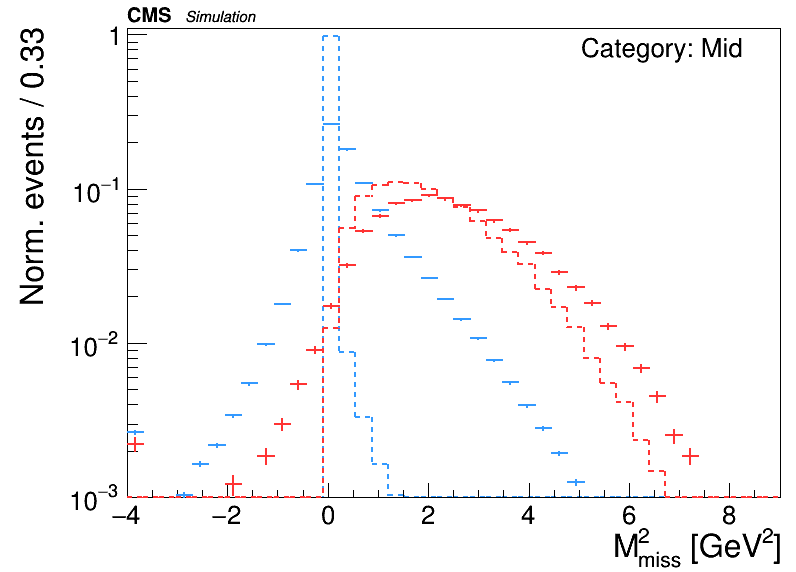 CMS Simulation
Category: Mid
Norm. events / 0.33
1
10⁻¹
10⁻²
10⁻³
−4 −2 0 2 4 6 8
M²miss [GeV²]